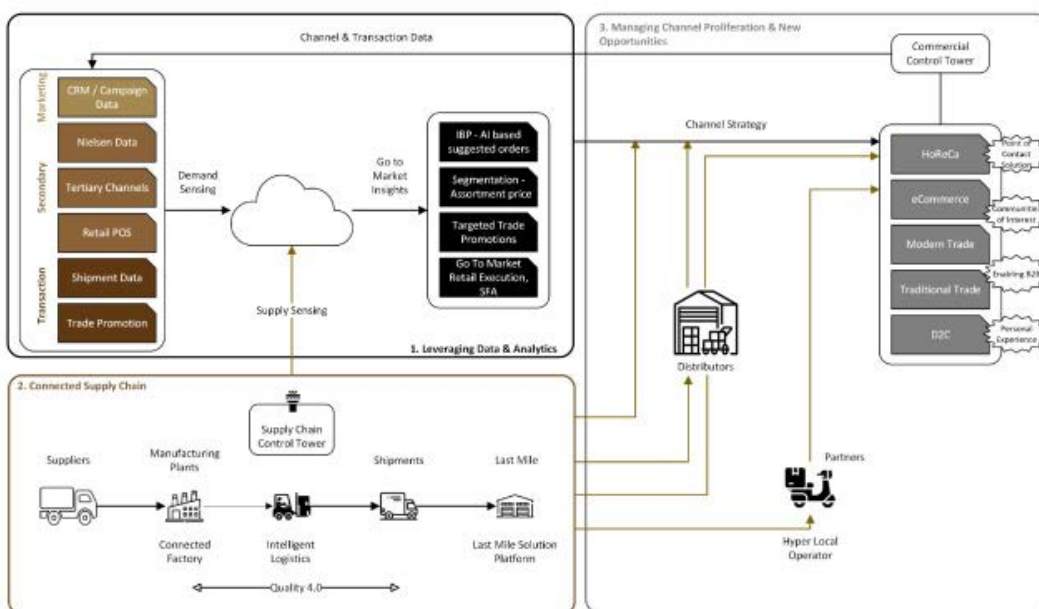 3. Managing Channel Proliferation & New
Opportunities
Channel & Transaction Data
Commercial
Control Tower
Marketing
CRM / Campaign
Data
Nielsen Data
Secondary
Tertiary Channels
Retail POS
Transaction
Shipment Data
Trade Promotion
Demand
Sensing
Go to
Market
Insights
IBP - AI based
suggested orders
Segmentation -
Assortment price
Targeted Trade
Promotions
Go To Market
Retail Execution,
SFA
Supply Sensing
1. Leveraging Data & Analytics
Channel Strategy
HoReCa
Point of
Contact
Solution
eCommerce
Communities
of Interest
Modern Trade
Enabling B2B
Traditional Trade
D2C
Personal
Experience
Distributors
2. Connected Supply Chain
Supply Chain
Control Tower
Suppliers
Manufacturing
Plants
Shipments
Last Mile
Connected
Factory
Intelligent
Logistics
Last Mile Solution
Platform
Quality 4.0
Partners
Hyper Local
Operator